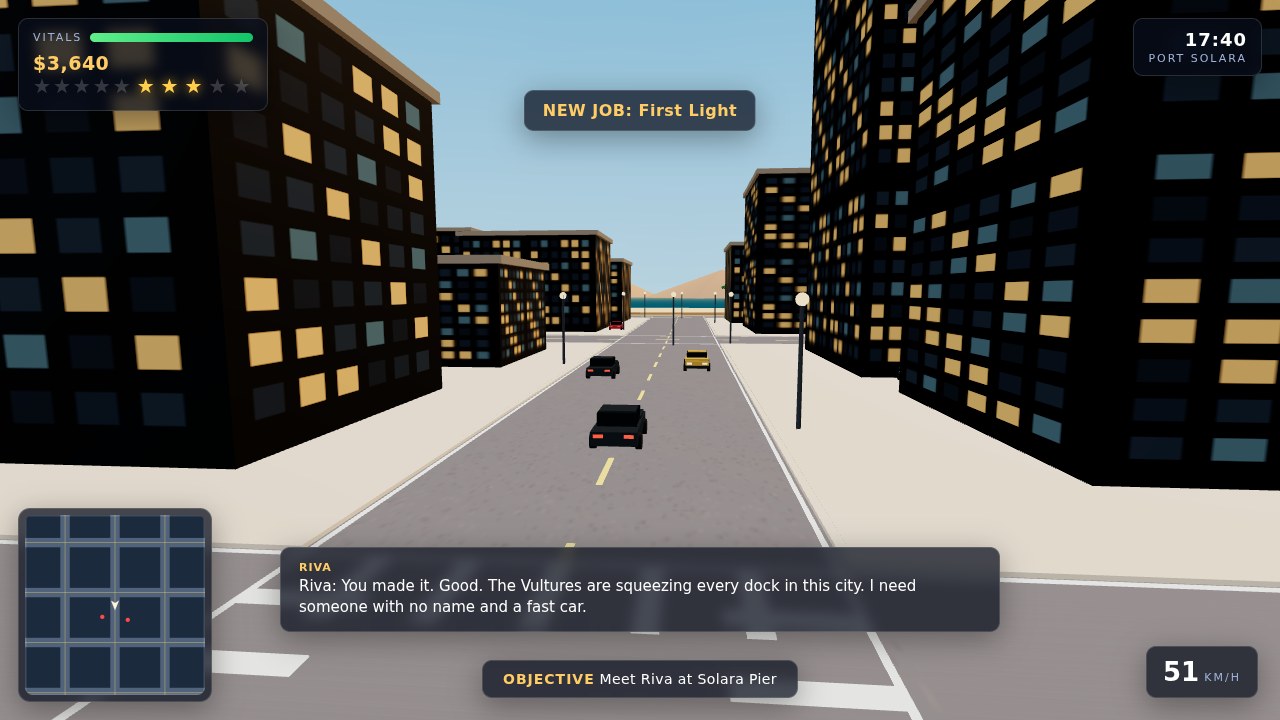 VITALS
$3,640
17:40
PORT SOLARA
NEW JOB: First Light
RIVA
Riva: You made it. Good. The Vultures are squeezing every dock in this city. I need
someone with no name and a fast car.
OBJECTIVE Meet Riva at Solara Pier
51 KM/H